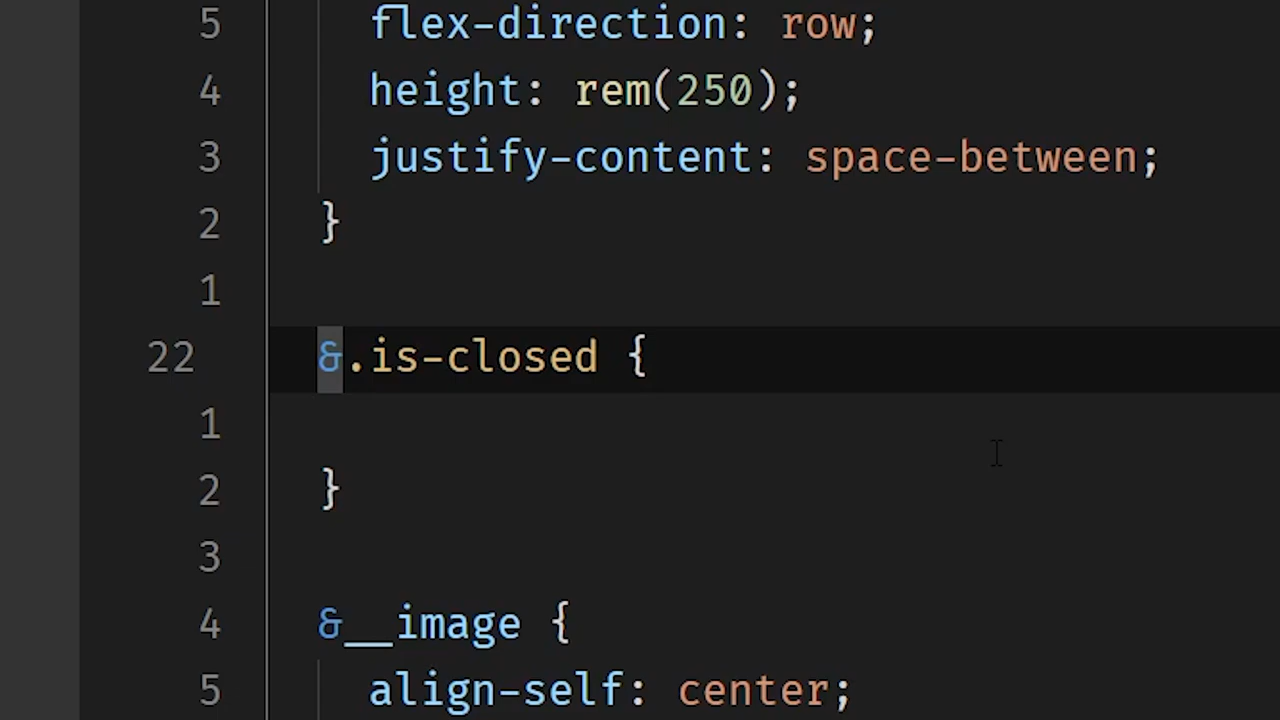 5 flex-direction: row;
4 height: rem(250);
3 justify-content: space-between;
2 }
1
22 &.is-closed {
1
2 }
3
4 &__image {
5 align-self: center;